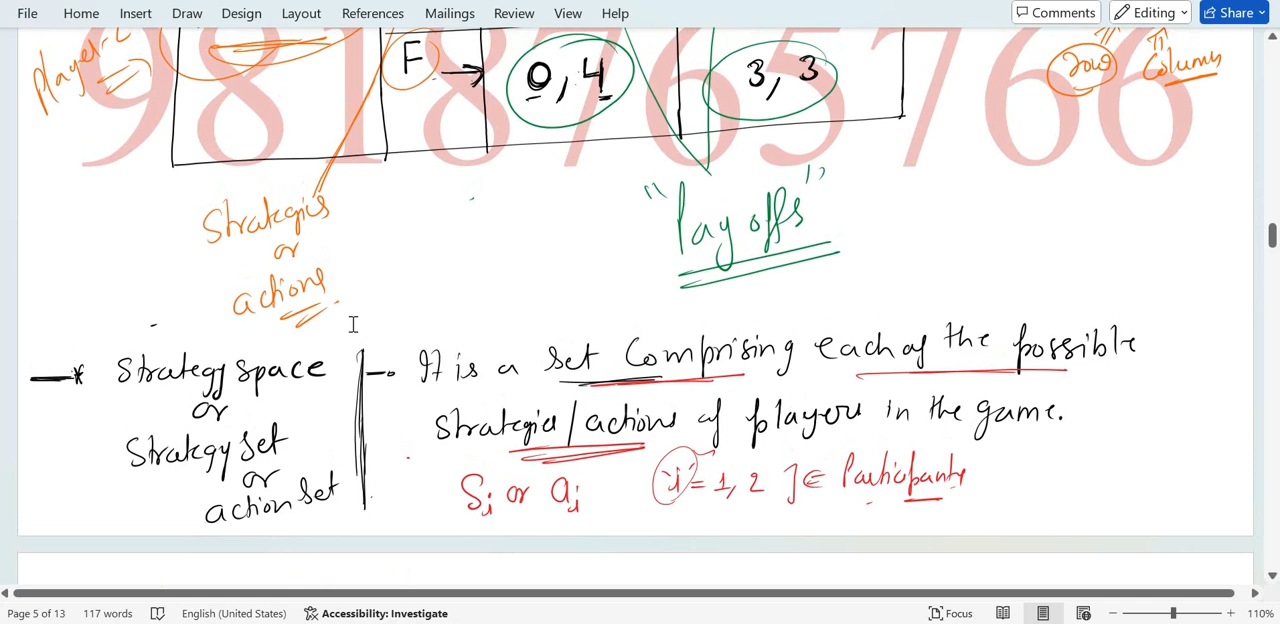 File Home Insert Draw Design Layout References Mailings Review View Help Comments Editing Share
Player-2
F
0, 4
3, 3
row
Column
9818765766
Strategies
or
actions
"Pay offs"
Strategy space
or
Strategy Set
or
action Set
It is a set Comprising each of the possible
Strategies/actions of players in the game.
Si or ai 'i' = 1, 2 ] ∈ Participants
Page 5 of 13 117 words English (United States) Accessibility: Investigate Focus 110%